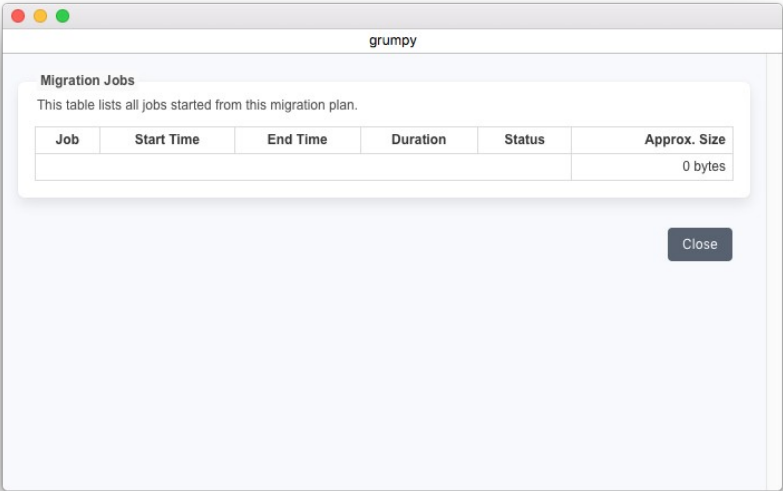 grumpy
Migration Jobs
This table lists all jobs started from this migration plan.
Job Start Time End Time Duration Status Approx. Size
0 bytes
Close